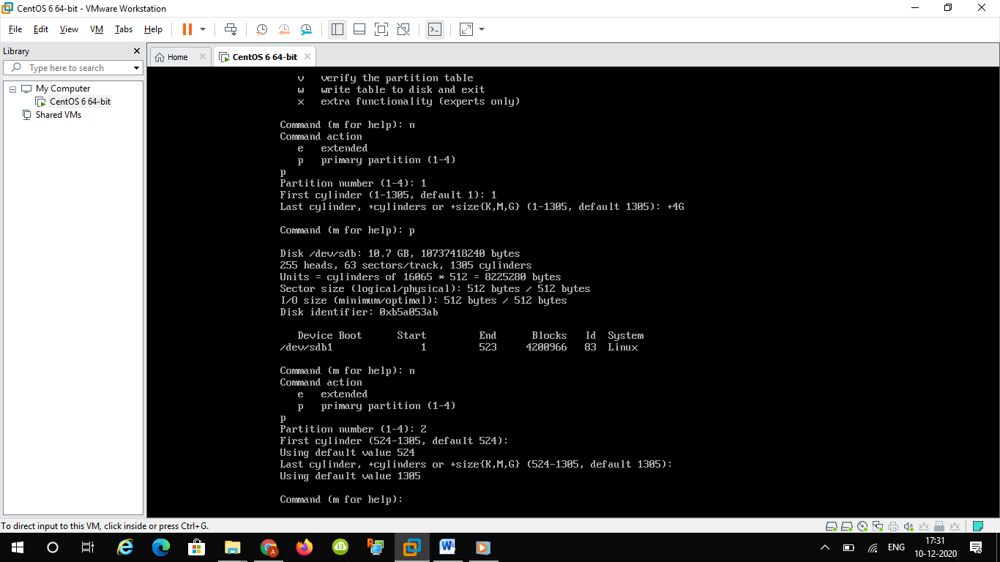 CentOS 6 64-bit - VMware Workstation
File Edit View VM Tabs Help
Library
Type here to search
My Computer
CentOS 6 64-bit
Shared VMs
Home
CentOS 6 64-bit
v verify the partition table
w write table to disk and exit
x extra functionality (experts only)
Command (m for help): n
Command action
e extended
p primary partition (1-4)
p
Partition number (1-4): 1
First cylinder (1-1305, default 1): 1
Last cylinder, +cylinders or +size{K,M,G} (1-1305, default 1305): +4G
Command (m for help): p
Disk /dev/sdb: 10.7 GB, 10737418240 bytes
255 heads, 63 sectors/track, 1305 cylinders
Units = cylinders of 16065 * 512 = 8225280 bytes
Sector size (logical/physical): 512 bytes / 512 bytes
I/O size (minimum/optimal): 512 bytes / 512 bytes
Disk identifier: 0xb5a053ab
Device Boot Start End Blocks Id System
/dev/sdb1 1 523 4200966 83 Linux
Command (m for help): n
Command action
e extended
p primary partition (1-4)
p
Partition number (1-4): 2
First cylinder (524-1305, default 524):
Using default value 524
Last cylinder, +cylinders or +size{K,M,G} (524-1305, default 1305):
Using default value 1305
Command (m for help):
To direct input to this VM, click inside or press Ctrl+G.
ENG
17:31
10-12-2020